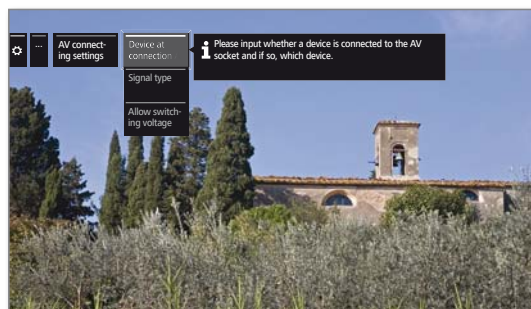 ...
AV connect-
ing settings
Device at
connection
Please input whether a device is connected to the AV
socket and if so, which device.
Signal type
Allow switch-
ing voltage